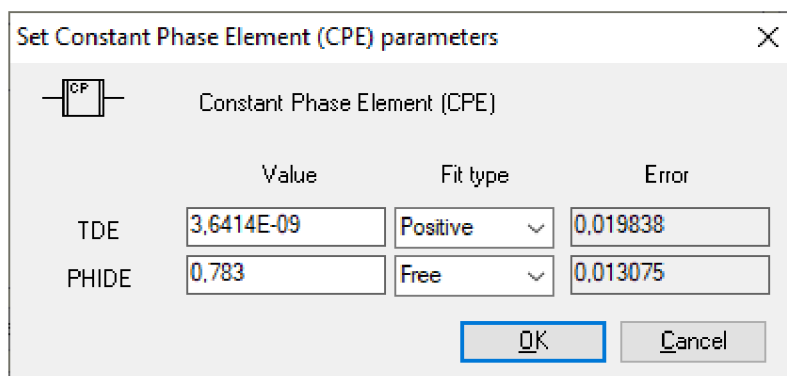 Set Constant Phase Element (CPE) parameters
CP
Constant Phase Element (CPE)
Value Fit type Error
TDE 3,6414E-09 Positive 0,019838
PHIDE 0,783 Free 0,013075
OK Cancel